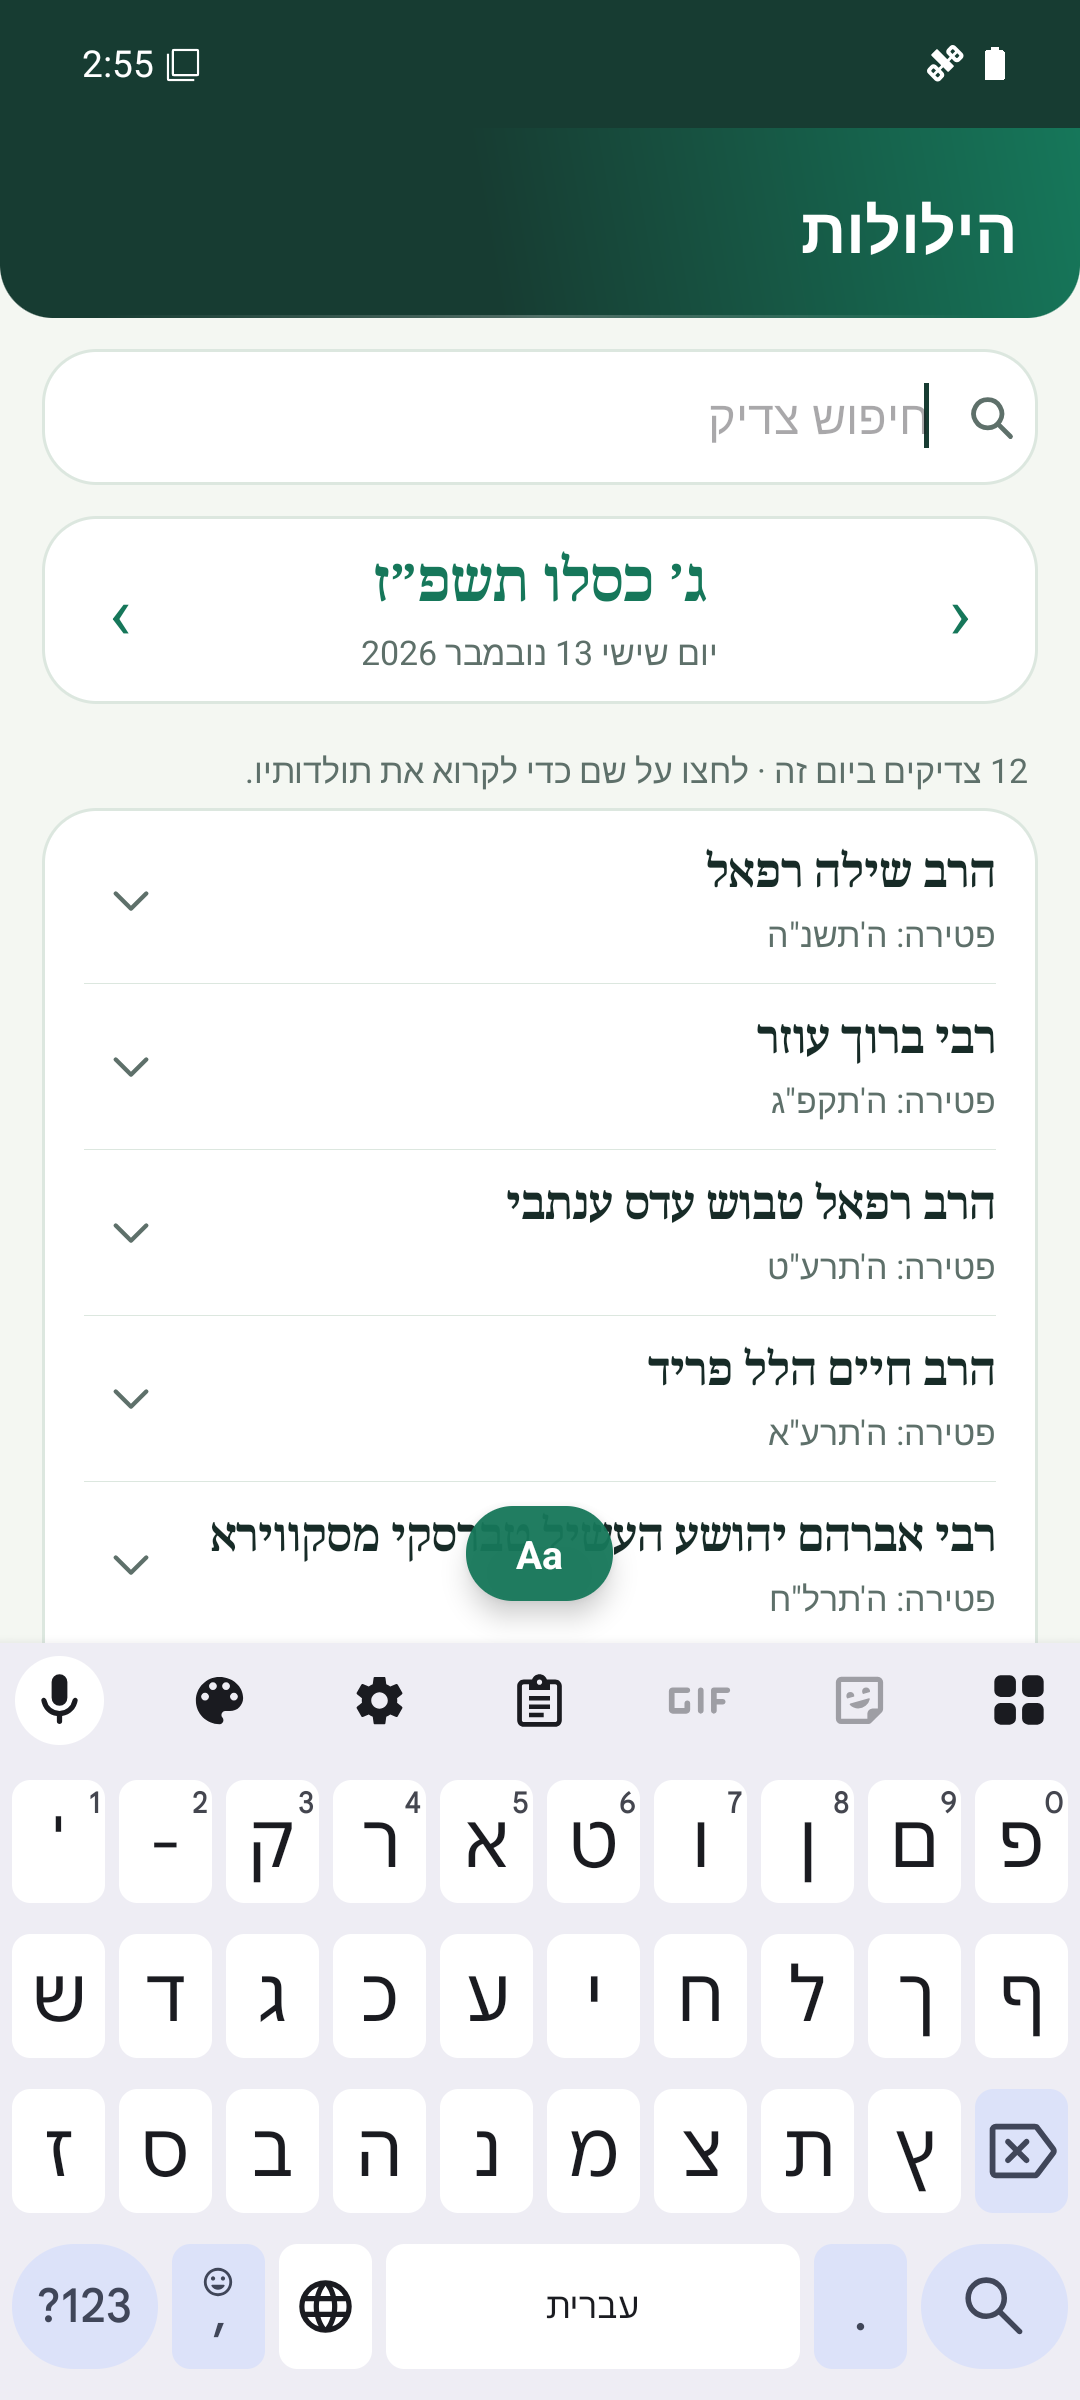 2:55
הילולות
חיפוש צדיק
ג׳ כסלו תשפ״ז
יום שישי 13 נובמבר 2026
12 צדיקים ביום זה · לחצו על שם כדי לקרוא את תולדותיו.
הרב שילה רפאל
פטירה: ה'תשנ"ה
רבי ברוך עוזר
פטירה: ה'תקפ"ג
הרב רפאל טבוש עדס ענתבי
פטירה: ה'תרע"ט
הרב חיים הלל פריד
פטירה: ה'תרע"א
רבי אברהם יהושע העשיל טברסקי מסקווירא
Aa
פטירה: ה'תרל"ח
GIF
' 1 - 2 ק 3 ר 4 א 5 ט 6 ו 7 ן 8 ם 9 פ 0
ש ד ג כ ע י ח ל ך ף
ז ס ב ה נ מ צ ת ץ
?123 , עברית .